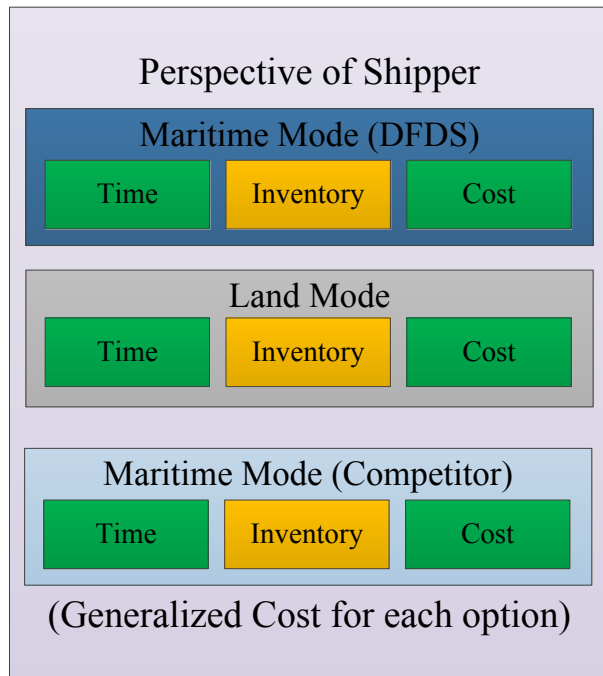 Perspective of Shipper
Maritime Mode (DFDS)
Time Inventory Cost
Land Mode
Time Inventory Cost
Maritime Mode (Competitor)
Time Inventory Cost
(Generalized Cost for each option)